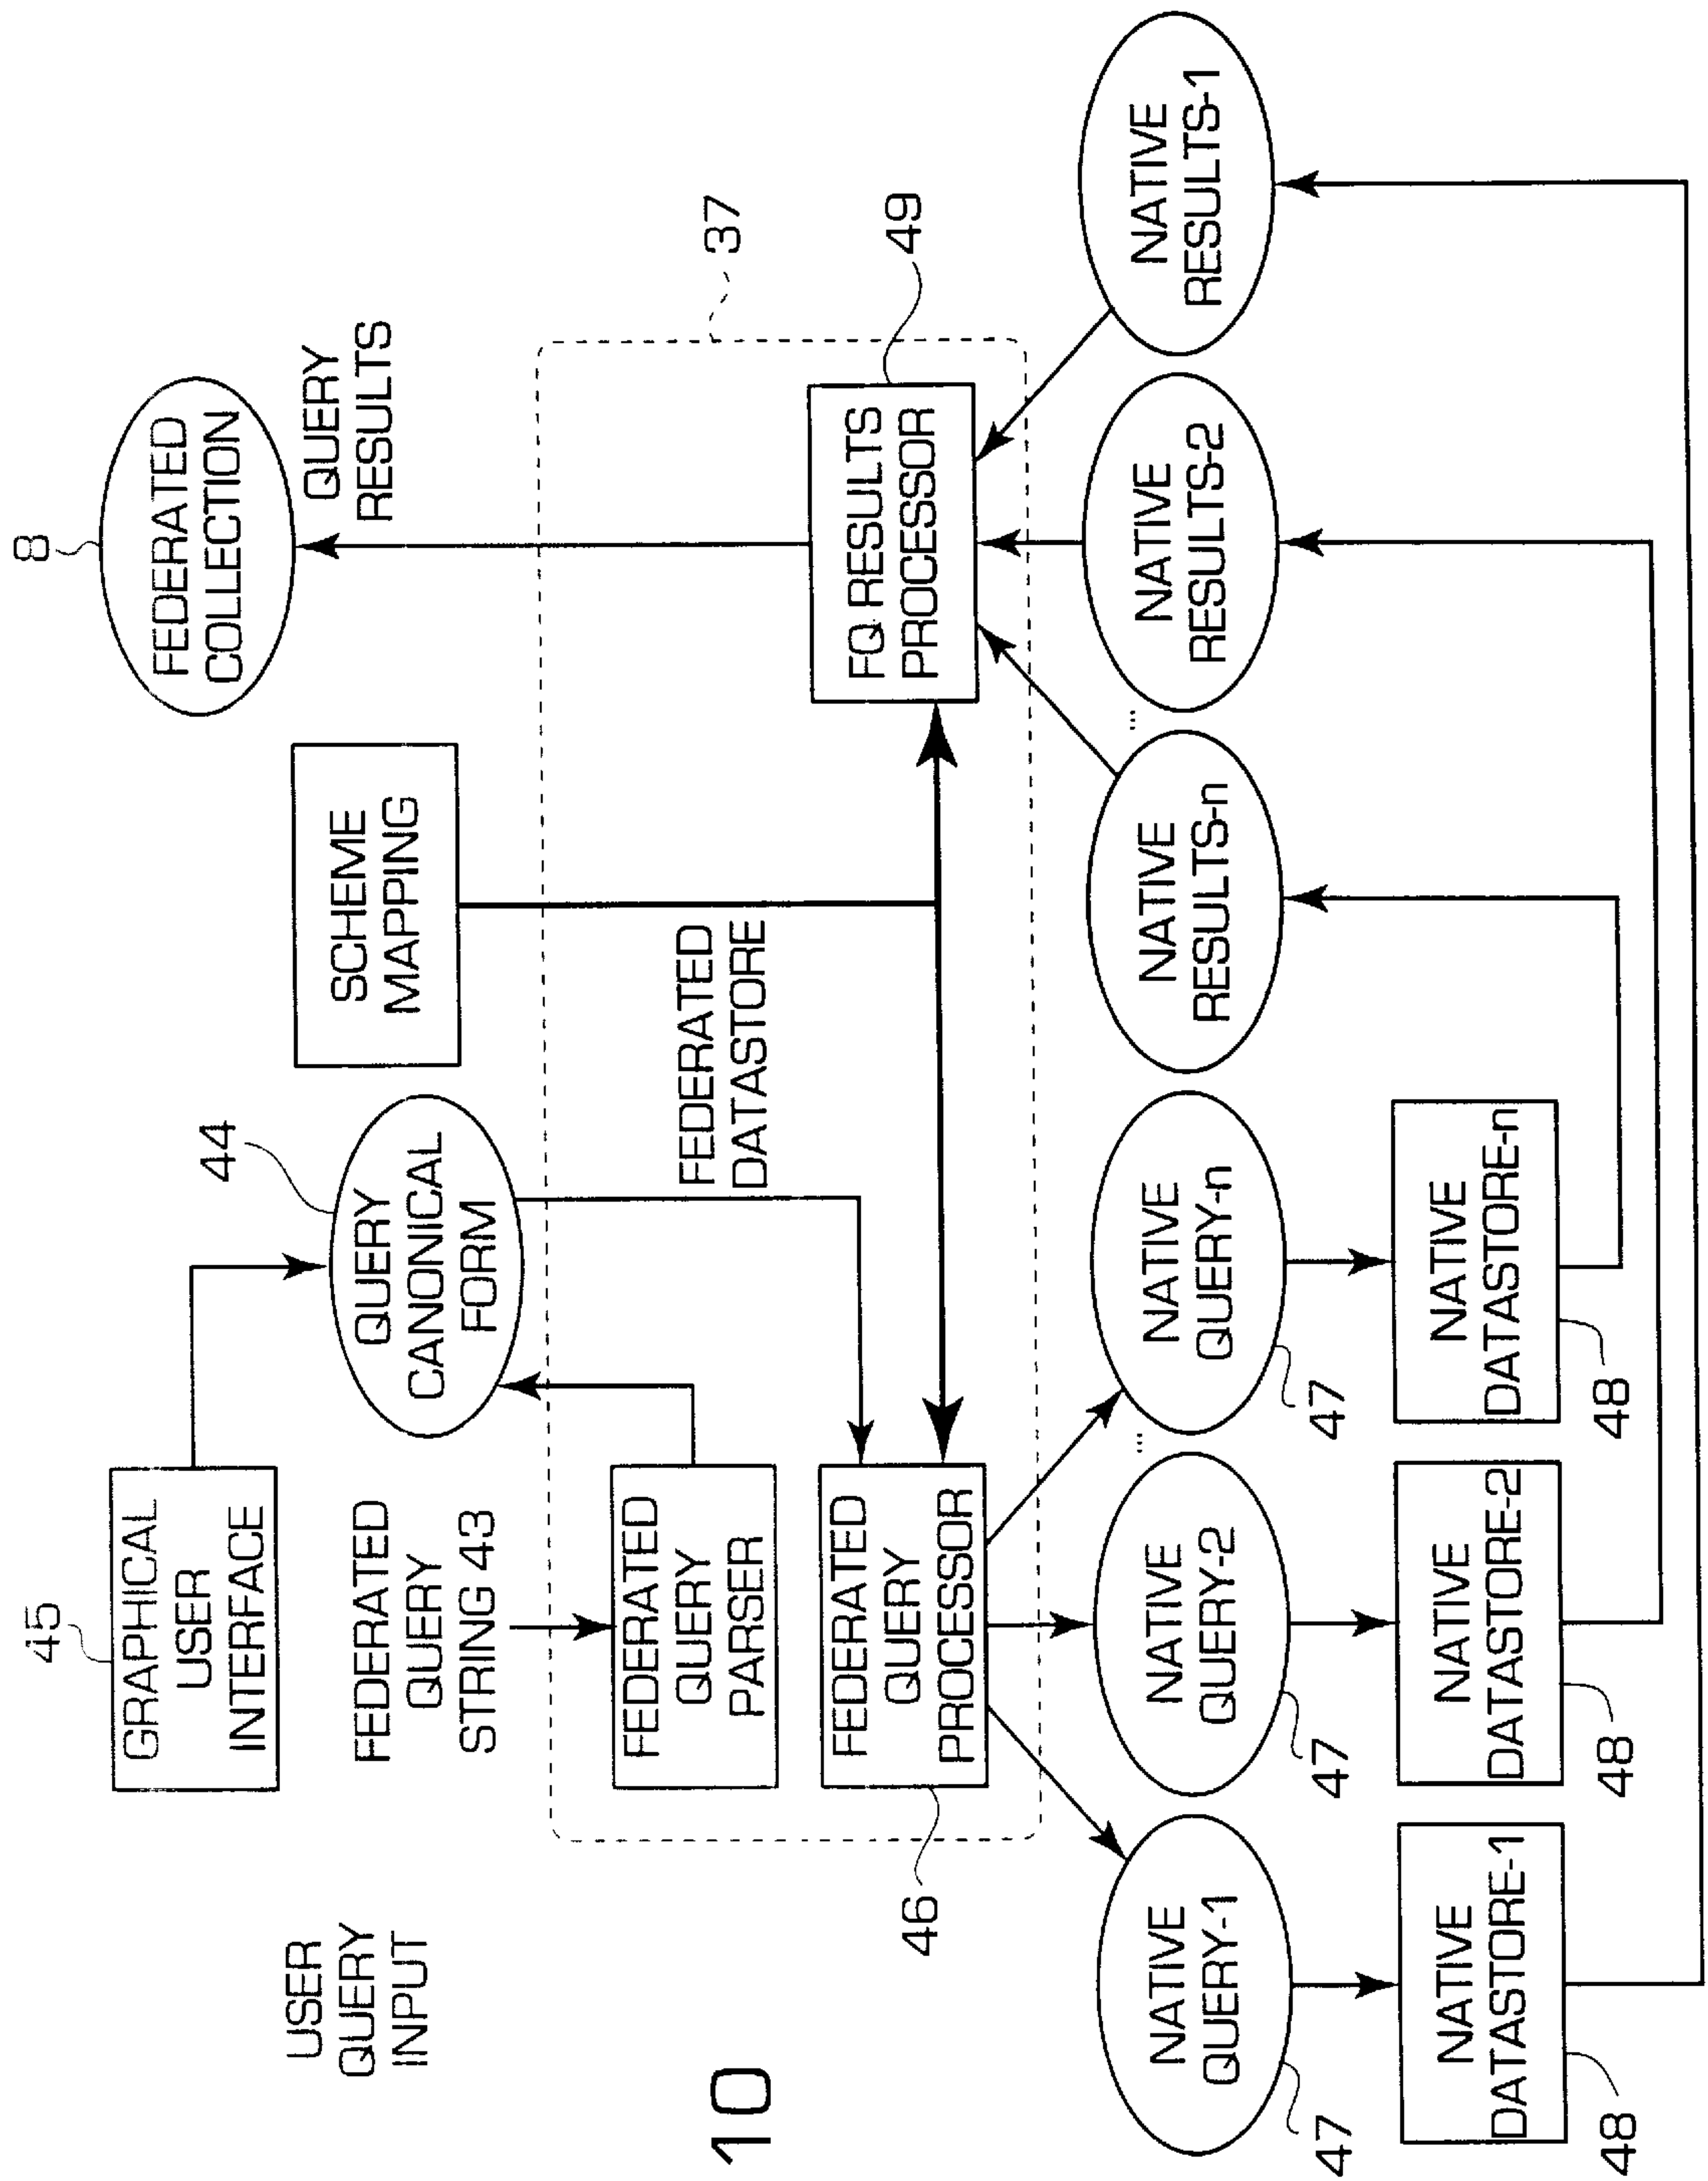 45
GRAPHICAL
USER
INTERFACE
USER
QUERY
INPUT
FEDERATED
QUERY
STRING 43
44
QUERY
CANONICAL
FORM
SCHEME
MAPPING
8
FEDERATED
COLLECTION
QUERY
RESULTS
37
FEDERATED
QUERY
PARSER
FEDERATED
DATASTORE
46
FEDERATED
QUERY
PROCESSOR
49
FQ RESULTS
PROCESSOR
10
NATIVE
QUERY-1
47
NATIVE
QUERY-2
47
...
NATIVE
QUERY-n
47
NATIVE
RESULTS-n
...
NATIVE
RESULTS-2
NATIVE
RESULTS-1
NATIVE
DATASTORE-1
48
NATIVE
DATASTORE-2
48
NATIVE
DATASTORE-n
48